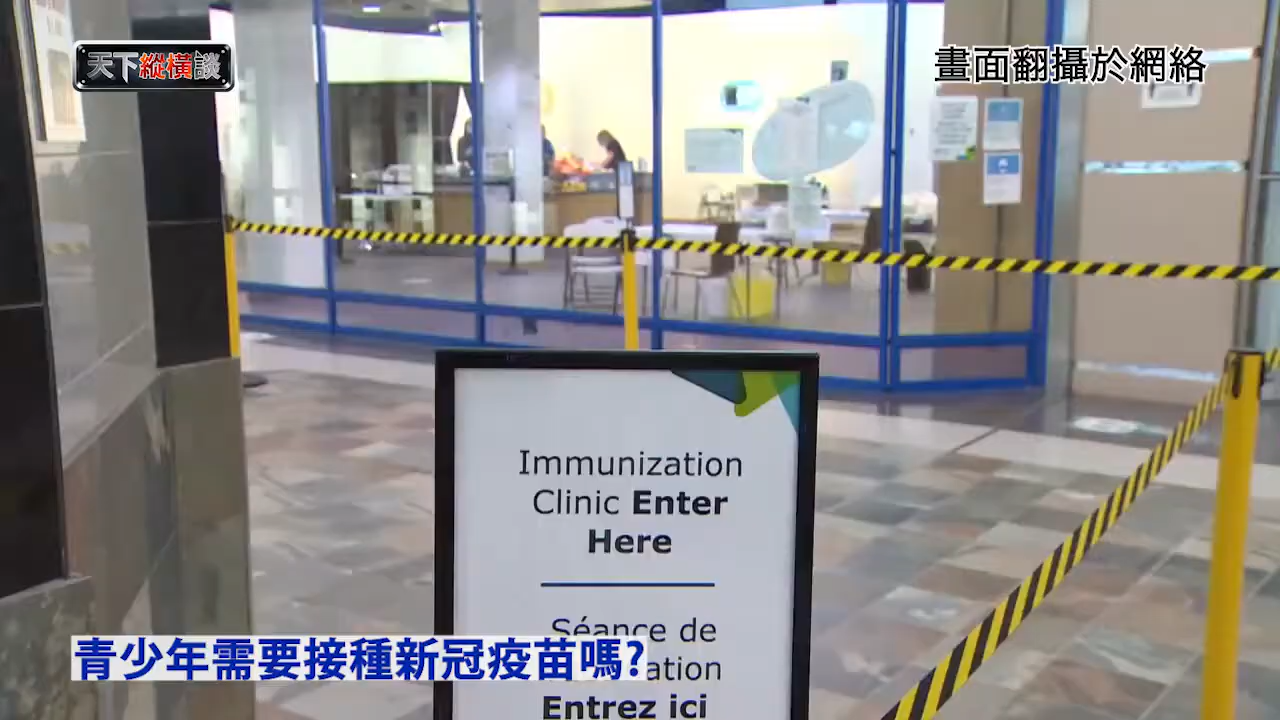 天下縱橫談
畫面翻攝於網絡
Immunization
Clinic Enter
Here
Séance de
Entrez ici
青少年需要接種新冠疫苗嗎?